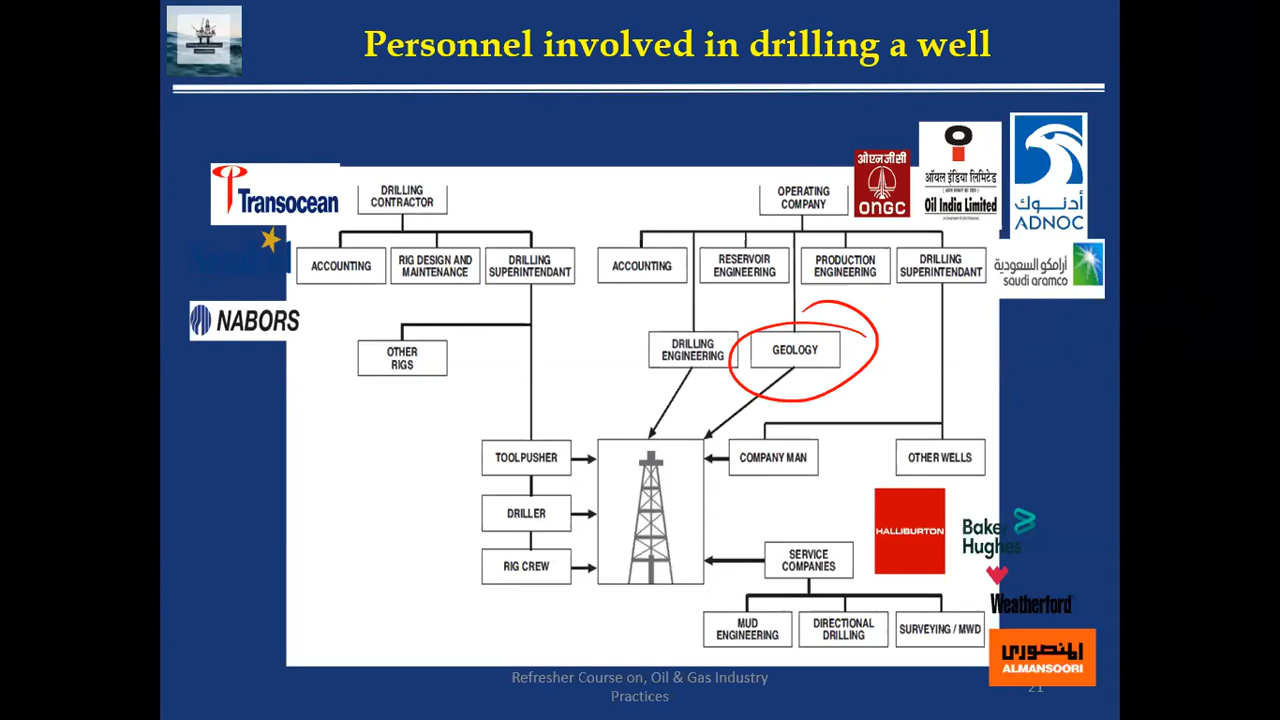 Personnel involved in drilling a well
Transocean
DRILLING
CONTRACTOR
OPERATING
COMPANY
ओएनजीसी
ONGC
ऑयल इंडिया लिमिटेड
Oil India Limited
أدنوك
ADNOC
ACCOUNTING
RIG DESIGN AND
MAINTENANCE
DRILLING
SUPERINTENDANT
ACCOUNTING
RESERVOIR
ENGINEERING
PRODUCTION
ENGINEERING
DRILLING
SUPERINTENDANT
أرامكو السعودية
saudi aramco
NABORS
OTHER
RIGS
DRILLING
ENGINEERING
GEOLOGY
TOOLPUSHER
COMPANY MAN
OTHER WELLS
DRILLER
HALLIBURTON
Baker
Hughes
RIG CREW
SERVICE
COMPANIES
Weatherford
MUD
ENGINEERING
DIRECTIONAL
DRILLING
SURVEYING / MWD
المنصوري
ALMANSOORI
Refresher Course on, Oil & Gas Industry
Practices
21